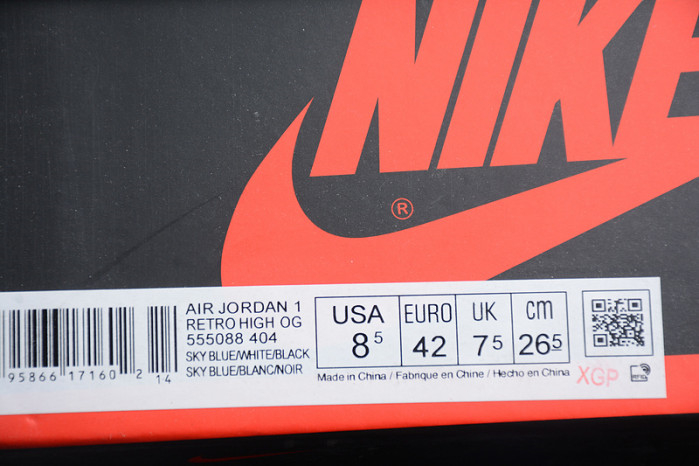 NIKE
®
AIR JORDAN 1
RETRO HIGH OG
555088 404
SKY BLUE/WHITE/BLACK
SKY BLUE/BLANC/NOIR
95866 17160 2 14
USA EURO UK cm
8⁵ 42 7⁵ 26⁵
Made in China / Fabrique en Chine / Hecho en China
XGP